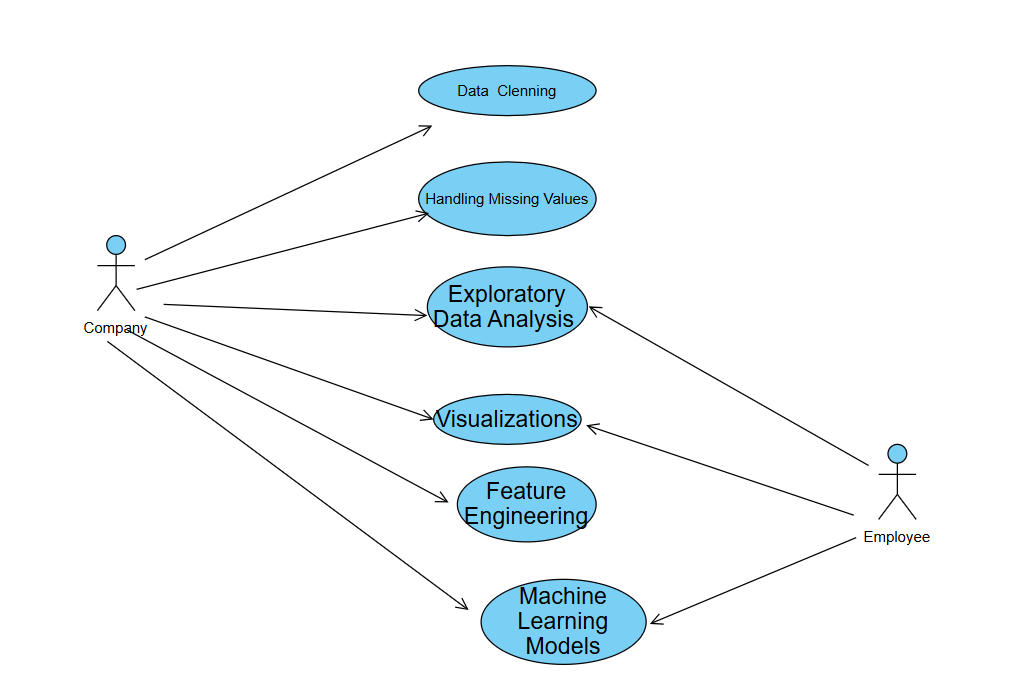 Data  Clenning
Handling Missing Values
Exploratory
Data Analysis
Company
Visualizations
Feature
Engineering
Employee
Machine
Learning
Models